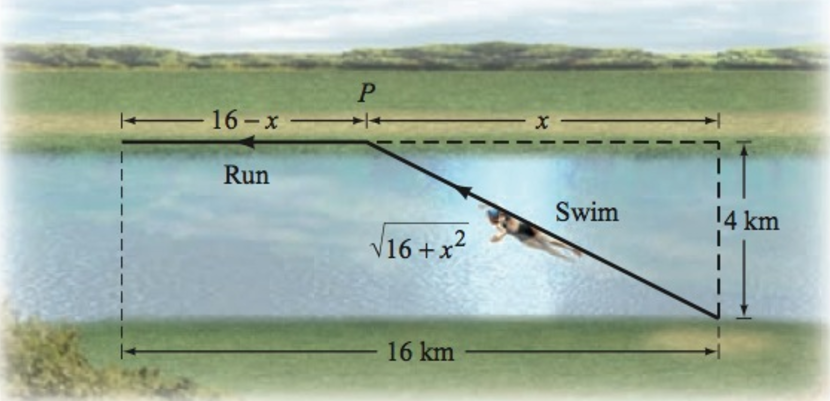 P
16 – x
x
Run
Swim
4 km
√16 + x²
16 km